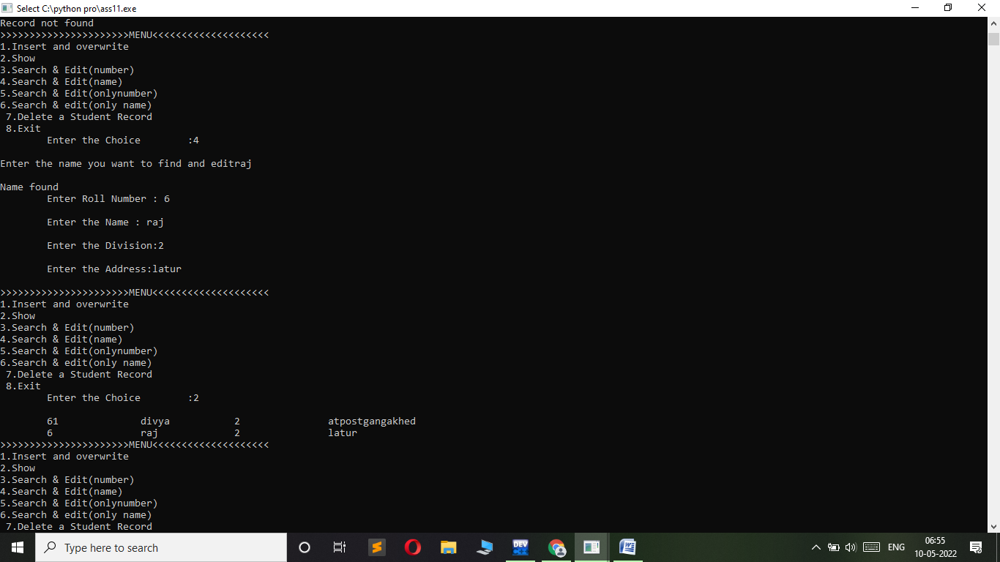 Select C:\python pro\ass11.exe
Record not found
>>>>>>>>>>>>>>>>>>>>>>MENU<<<<<<<<<<<<<<<<<<<<
1.Insert and overwrite
2.Show
3.Search & Edit(number)
4.Search & Edit(name)
5.Search & Edit(onlynumber)
6.Search & edit(only name)
 7.Delete a Student Record
 8.Exit
        Enter the Choice        :4
Enter the name you want to find and editraj
Name found
        Enter Roll Number : 6
        Enter the Name : raj
        Enter the Division:2
        Enter the Address:latur
>>>>>>>>>>>>>>>>>>>>>>MENU<<<<<<<<<<<<<<<<<<<<
1.Insert and overwrite
2.Show
3.Search & Edit(number)
4.Search & Edit(name)
5.Search & Edit(onlynumber)
6.Search & edit(only name)
 7.Delete a Student Record
 8.Exit
        Enter the Choice        :2
        61              divya           2               atpostgangakhed
        6               raj             2               latur
>>>>>>>>>>>>>>>>>>>>>>MENU<<<<<<<<<<<<<<<<<<<<
1.Insert and overwrite
2.Show
3.Search & Edit(number)
4.Search & Edit(name)
5.Search & Edit(onlynumber)
6.Search & edit(only name)
 7.Delete a Student Record
Type here to search
DEV
ENG
06:55
10-05-2022